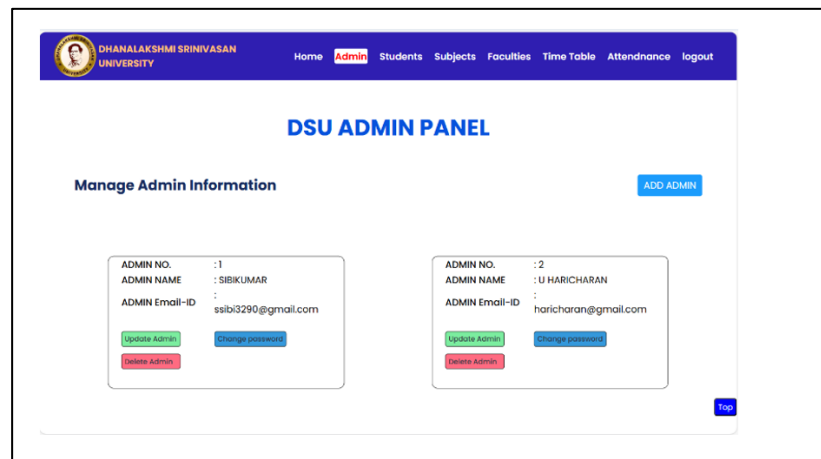 DHANALAKSHMI SRINIVASAN
UNIVERSITY
Home Admin Students Subjects Faculties Time Table Attendnance logout
DSU ADMIN PANEL
Manage Admin Information
ADD ADMIN
ADMIN NO. : 1
ADMIN NAME : SIBIKUMAR
ADMIN Email-ID : ssibi3290@gmail.com
Update Admin Change password
Delete Admin
ADMIN NO. : 2
ADMIN NAME : U HARICHARAN
ADMIN Email-ID : haricharan@gmail.com
Update Admin Change password
Delete Admin
Top